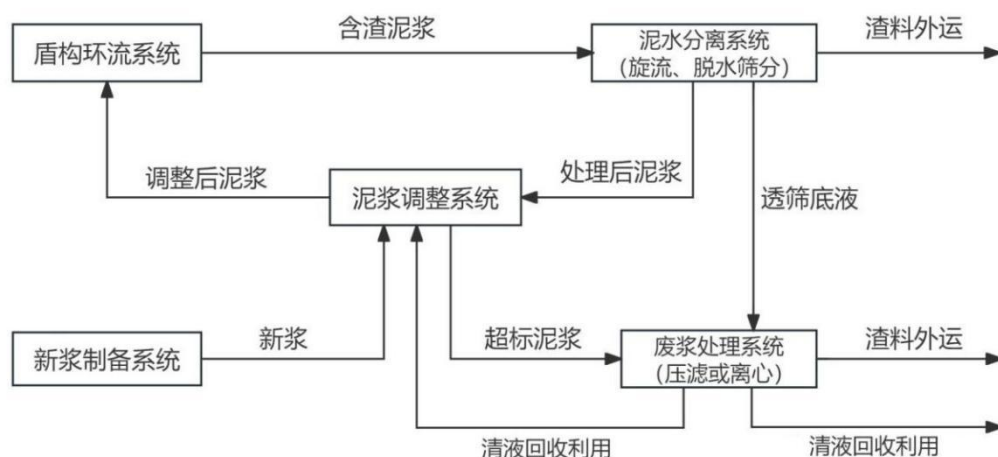 盾构环流系统
含渣泥浆
泥水分离系统
（旋流、脱水筛分）
渣料外运
调整后泥浆
泥浆调整系统
处理后泥浆
透筛底液
新浆制备系统
新浆
超标泥浆
废浆处理系统
（压滤或离心）
渣料外运
清液回收利用
清液回收利用